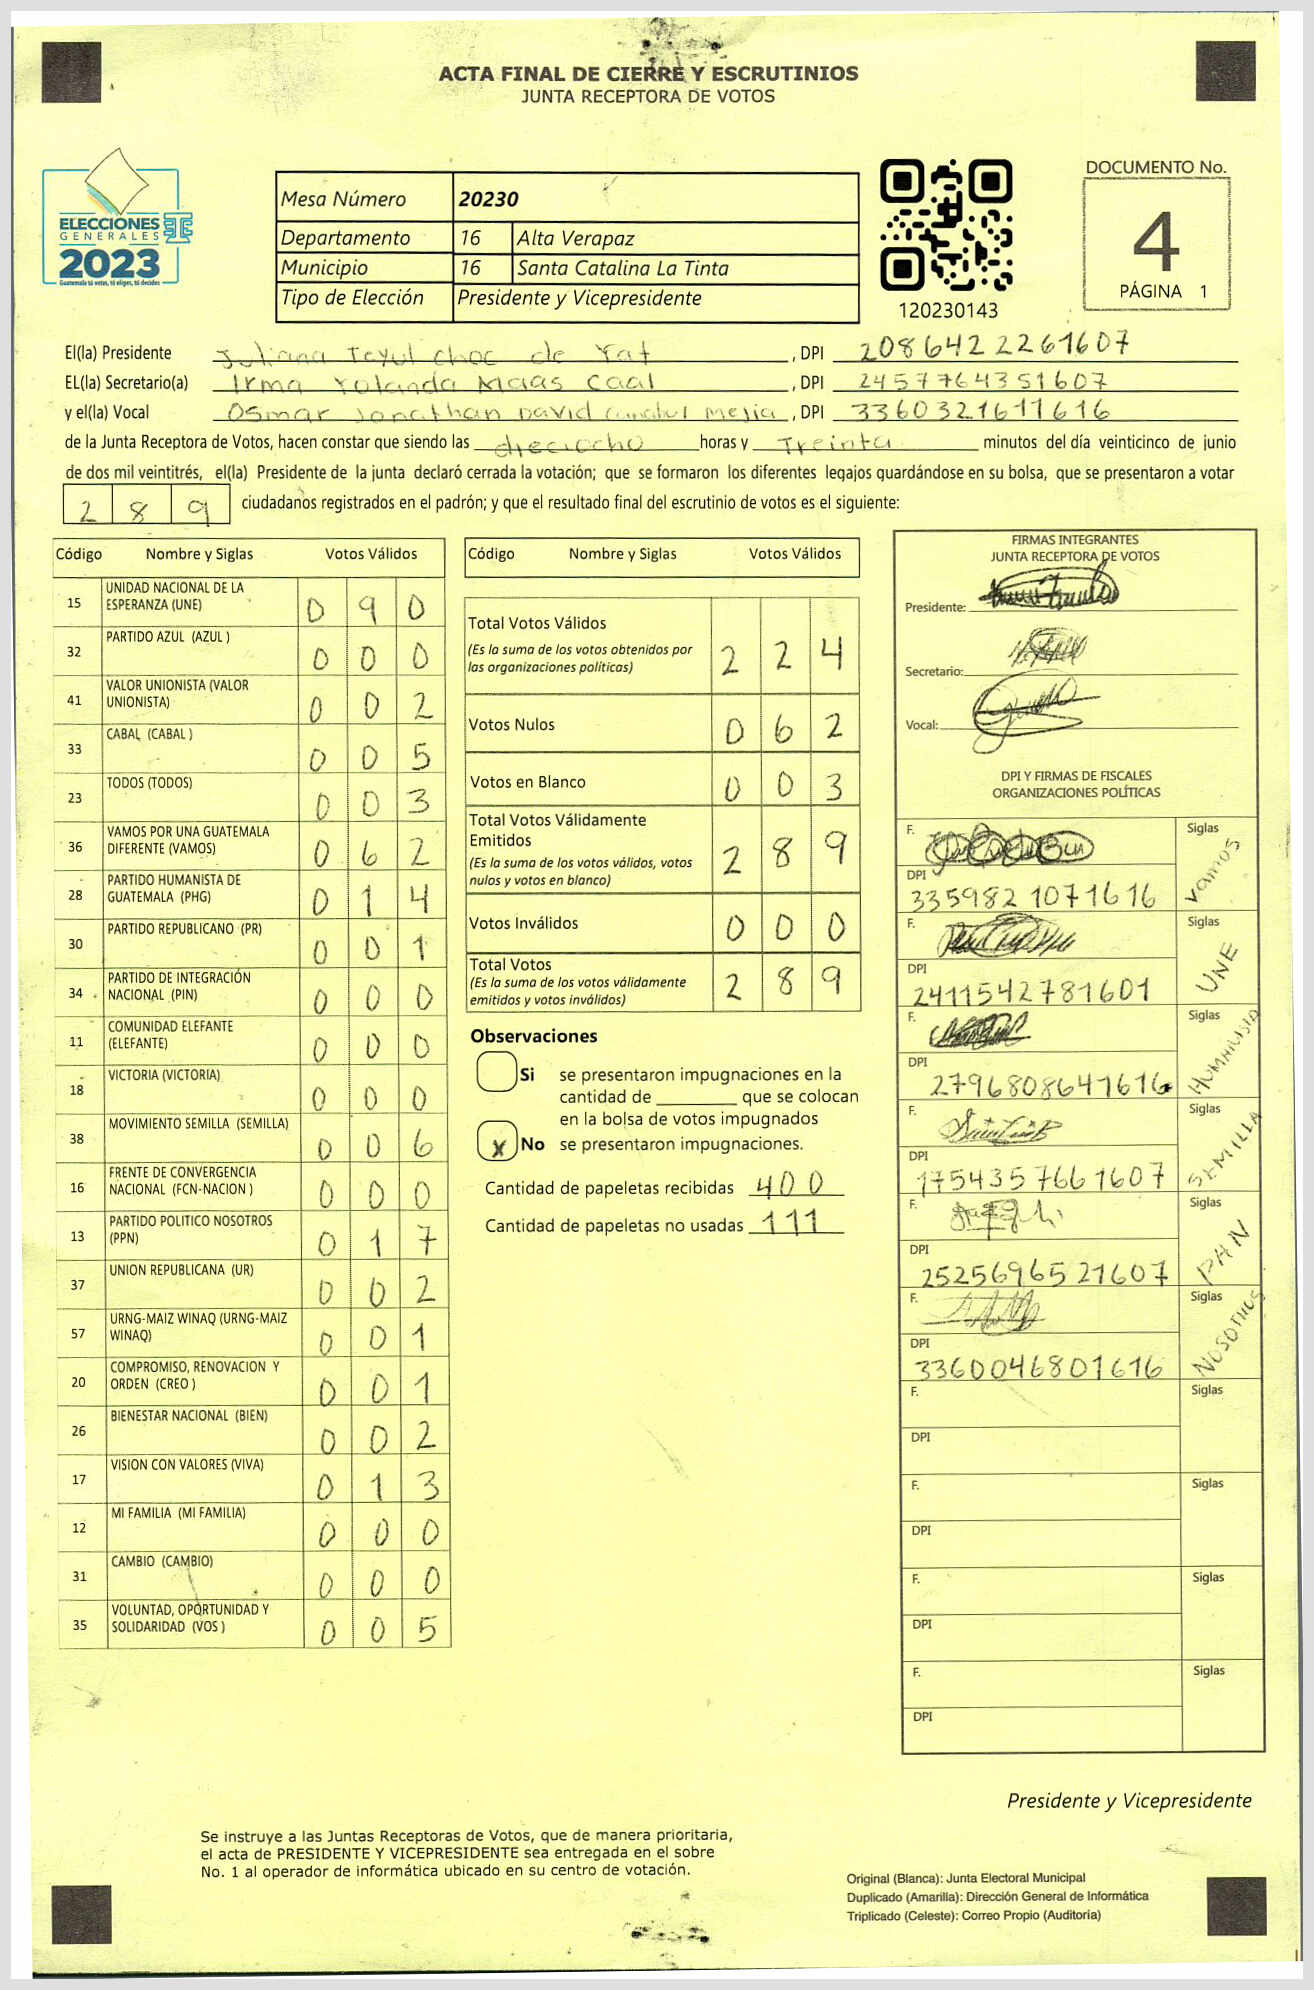 ACTA FINAL DE CIERRE Y ESCRUTINIOS
JUNTA RECEPTORA DE VOTOS
ELECCIONES
GENERALES
2023
Guatemala tú votas, tú eliges, tú decides
Mesa Número 20230
Departamento 16 Alta Verapaz
Municipio 16 Santa Catalina La Tinta
Tipo de Elección Presidente y Vicepresidente
120230143
DOCUMENTO No.
4
PÁGINA 1
El(la) Presidente Juliana Teyul choc de Yat , DPI 2086422261607
EL(la) Secretario(a) Irma Yolanda Maas Caal , DPI 2457764351607
y el(la) Vocal Osmar Jonathan David Mejia , DPI 3360321611616
de la Junta Receptora de Votos, hacen constar que siendo las dieciocho horas y Treinta minutos del día veinticinco de junio
de dos mil veintitrés, el(la) Presidente de la junta declaró cerrada la votación; que se formaron los diferentes legajos guardándose en su bolsa, que se presentaron a votar
2 8 9 ciudadanos registrados en el padrón; y que el resultado final del escrutinio de votos es el siguiente:
Código Nombre y Siglas Votos Válidos
15 UNIDAD NACIONAL DE LA ESPERANZA (UNE) 0 9 0
32 PARTIDO AZUL (AZUL ) 0 0 0
41 VALOR UNIONISTA (VALOR UNIONISTA) 0 0 2
33 CABAL (CABAL ) 0 0 5
23 TODOS (TODOS) 0 0 3
36 VAMOS POR UNA GUATEMALA DIFERENTE (VAMOS) 0 6 2
28 PARTIDO HUMANISTA DE GUATEMALA (PHG) 0 1 4
30 PARTIDO REPUBLICANO (PR) 0 0 1
34 PARTIDO DE INTEGRACIÓN NACIONAL (PIN) 0 0 0
11 COMUNIDAD ELEFANTE (ELEFANTE) 0 0 0
18 VICTORIA (VICTORIA) 0 0 0
38 MOVIMIENTO SEMILLA (SEMILLA) 0 0 6
16 FRENTE DE CONVERGENCIA NACIONAL (FCN-NACION ) 0 0 0
13 PARTIDO POLITICO NOSOTROS (PPN) 0 1 7
37 UNION REPUBLICANA (UR) 0 0 2
57 URNG-MAIZ WINAQ (URNG-MAIZ WINAQ) 0 0 1
20 COMPROMISO, RENOVACION Y ORDEN (CREO ) 0 0 1
26 BIENESTAR NACIONAL (BIEN) 0 0 2
17 VISION CON VALORES (VIVA) 0 1 3
12 MI FAMILIA (MI FAMILIA) 0 0 0
31 CAMBIO (CAMBIO) 0 0 0
35 VOLUNTAD, OPORTUNIDAD Y SOLIDARIDAD (VOS ) 0 0 5
Código Nombre y Siglas Votos Válidos
Total Votos Válidos
(Es la suma de los votos obtenidos por las organizaciones políticas) 2 2 4
Votos Nulos 0 6 2
Votos en Blanco 0 0 3
Total Votos Válidamente Emitidos
(Es la suma de los votos válidos, votos nulos y votos en blanco) 2 8 9
Votos Inválidos 0 0 0
Total Votos
(Es la suma de los votos válidamente emitidos y votos inválidos) 2 8 9
Observaciones
Si se presentaron impugnaciones en la
cantidad de ________ que se colocan
en la bolsa de votos impugnados
X No se presentaron impugnaciones.
Cantidad de papeletas recibidas 400
Cantidad de papeletas no usadas 111
FIRMAS INTEGRANTES
JUNTA RECEPTORA DE VOTOS
Presidente:
Secretario:
Vocal:
DPI Y FIRMAS DE FISCALES
ORGANIZACIONES POLÍTICAS
F. Siglas Vamos
DPI 335982 1071616
F. Siglas UNE
DPI 2411542781601
F. Siglas HUMANISTA
DPI 2796808641616
F. Siglas SEMILLA
DPI 1754357661607
F. Siglas PAN
DPI 2525696521607
F. Siglas NOSOTROS
DPI 3360046801616
F. Siglas
DPI
F. Siglas
DPI
F. Siglas
DPI
F. Siglas
DPI
Presidente y Vicepresidente
Se instruye a las Juntas Receptoras de Votos, que de manera prioritaria,
el acta de PRESIDENTE Y VICEPRESIDENTE sea entregada en el sobre
No. 1 al operador de informática ubicado en su centro de votación.
Original (Blanca): Junta Electoral Municipal
Duplicado (Amarilla): Dirección General de Informática
Triplicado (Celeste): Correo Propio (Auditoría)